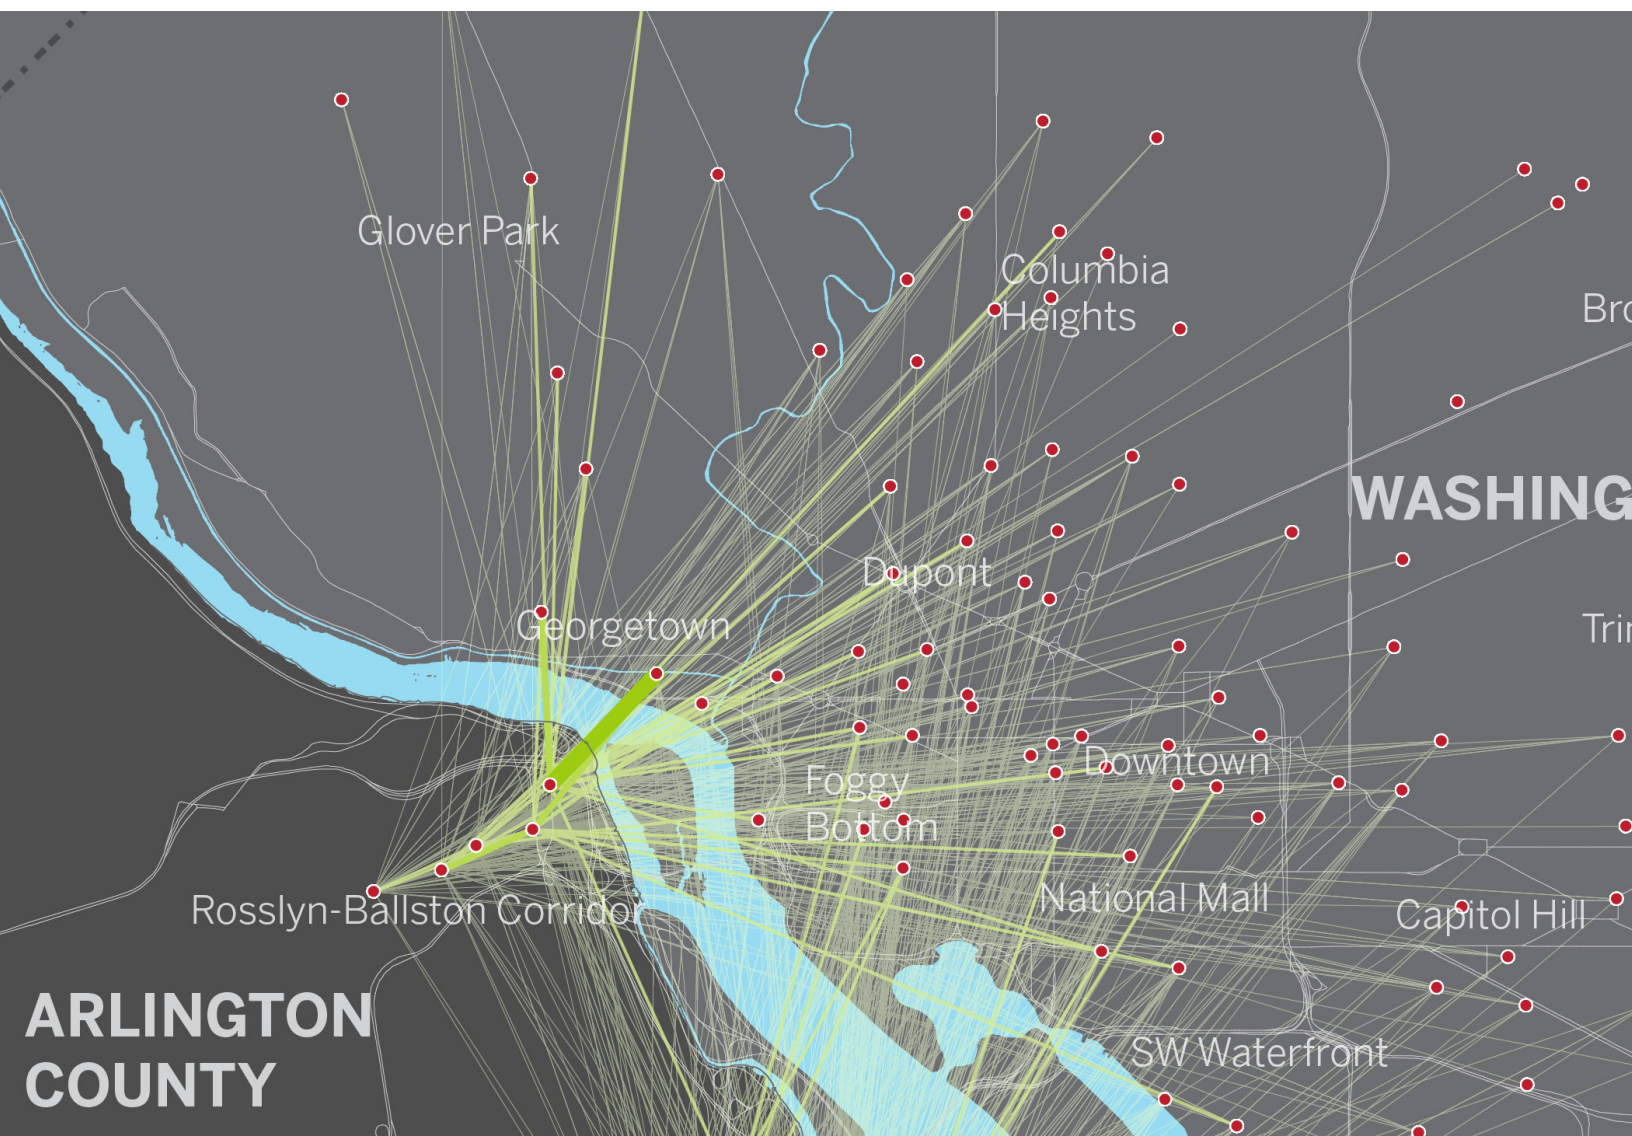 Glover Park
Columbia
Heights
Bro
WASHING
Dupont
Georgetown
Trin
Foggy
Bottom
Downtown
Rosslyn-Ballston Corridor
National Mall
Capitol Hill
ARLINGTON
COUNTY
SW Waterfront